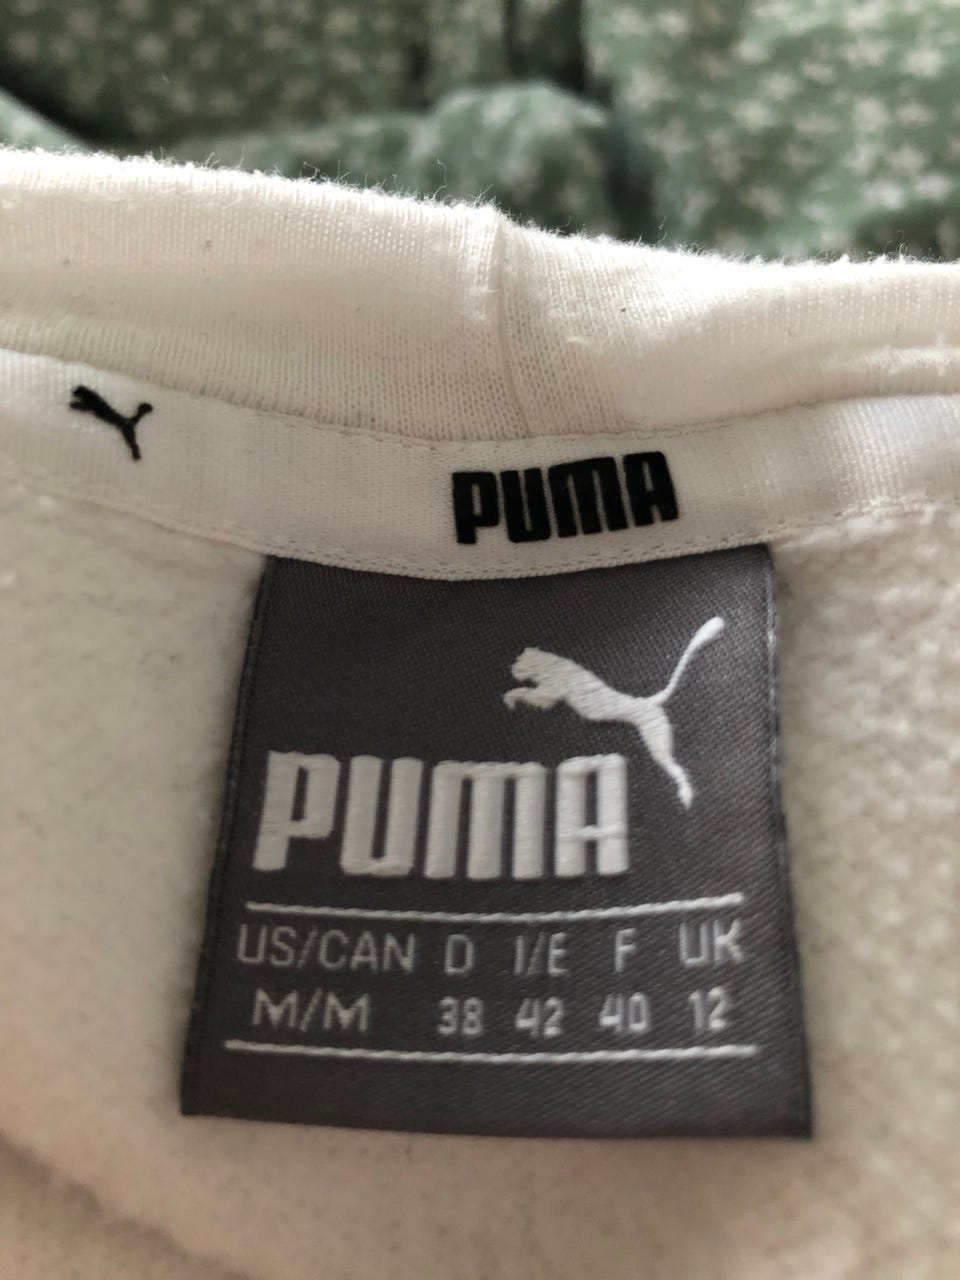 PUMA
PUMA
US/CAN D I/E F UK
M/M 38 42 40 12